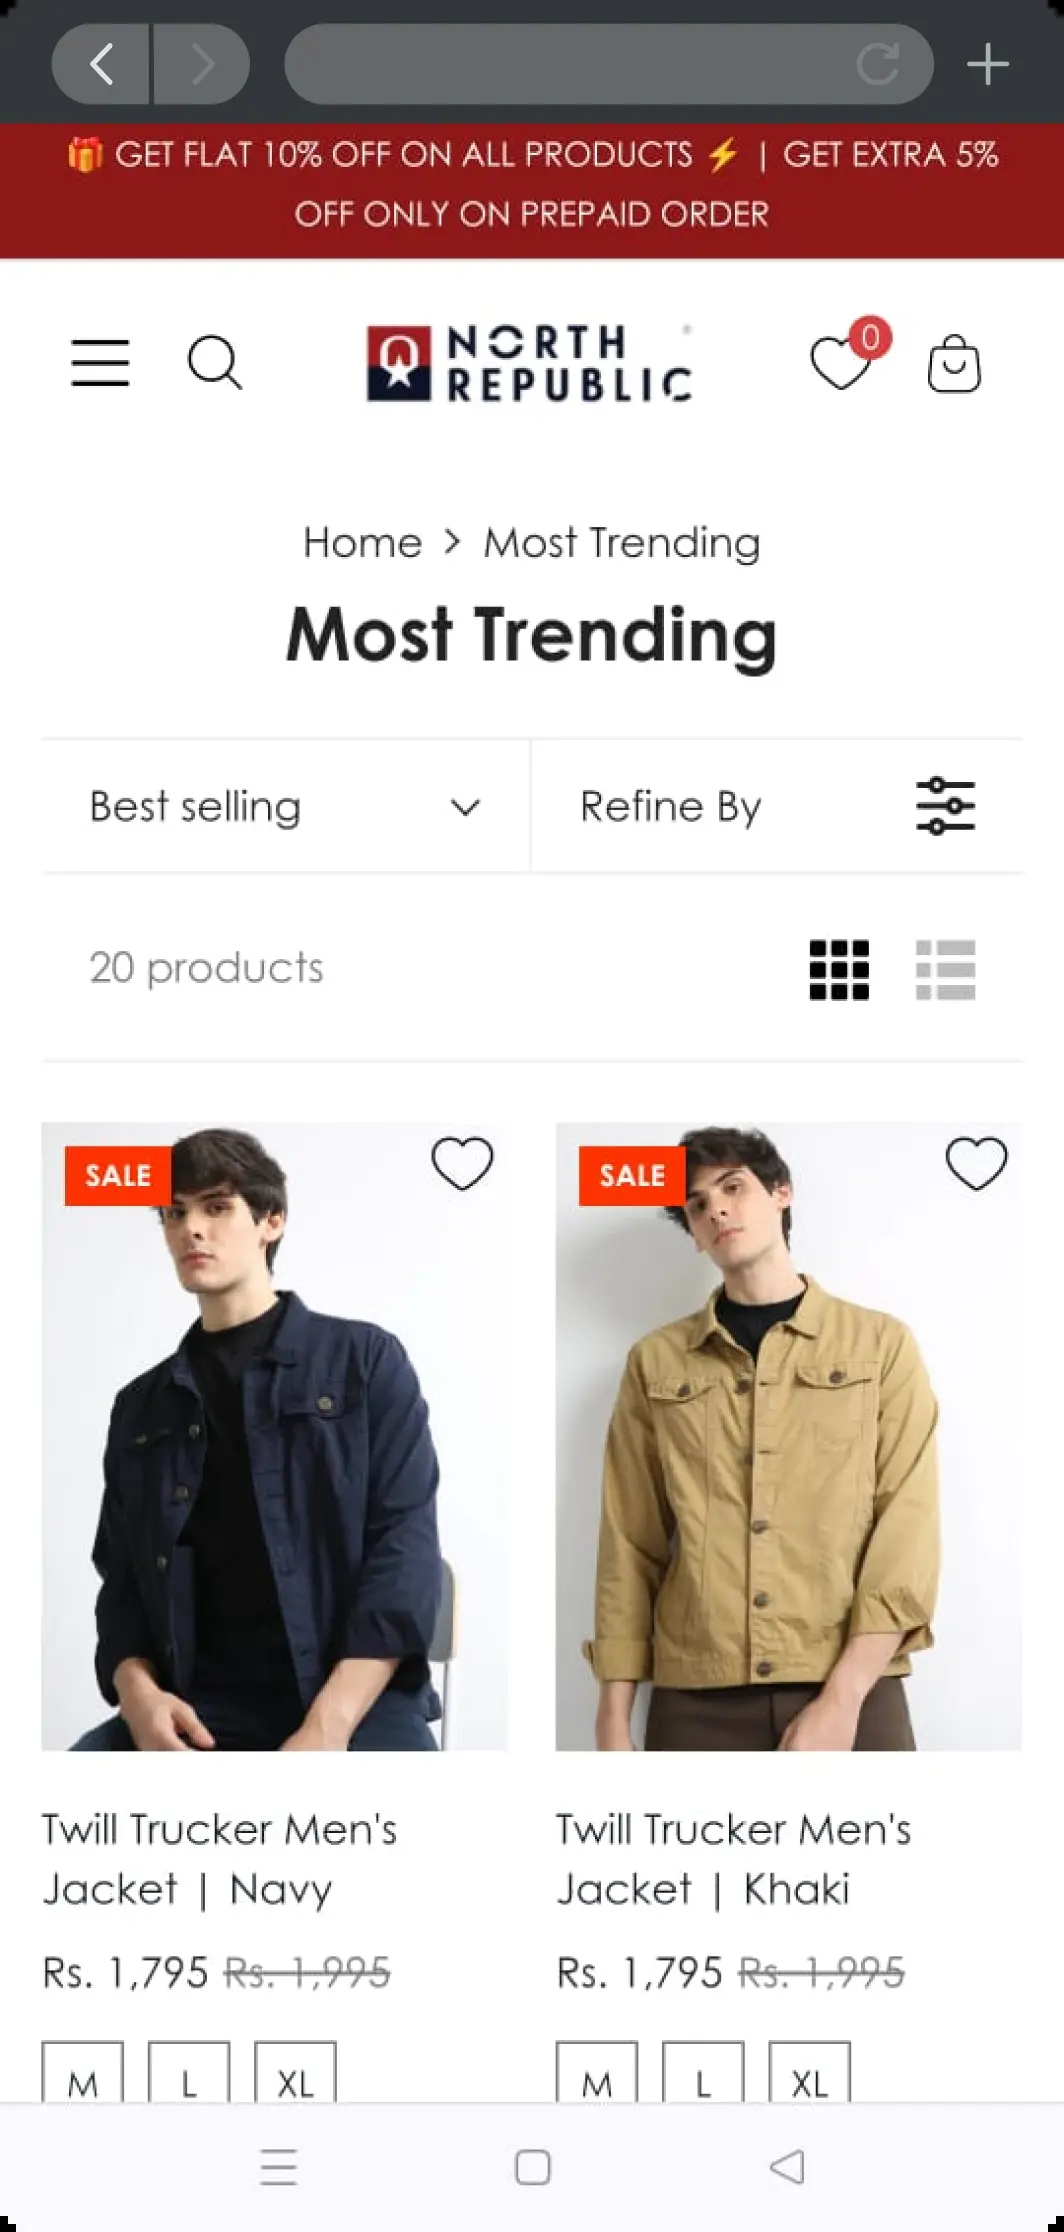 🎁 GET FLAT 10% OFF ON ALL PRODUCTS ⚡ | GET EXTRA 5%
OFF ONLY ON PREPAID ORDER
NORTH
REPUBLIC
0
Home > Most Trending
Most Trending
Best selling
Refine By
20 products
SALE
SALE
Twill Trucker Men's
Jacket | Navy
Rs. 1,795 Rs. 1,995
M L XL
Twill Trucker Men's
Jacket | Khaki
Rs. 1,795 Rs. 1,995
M L XL